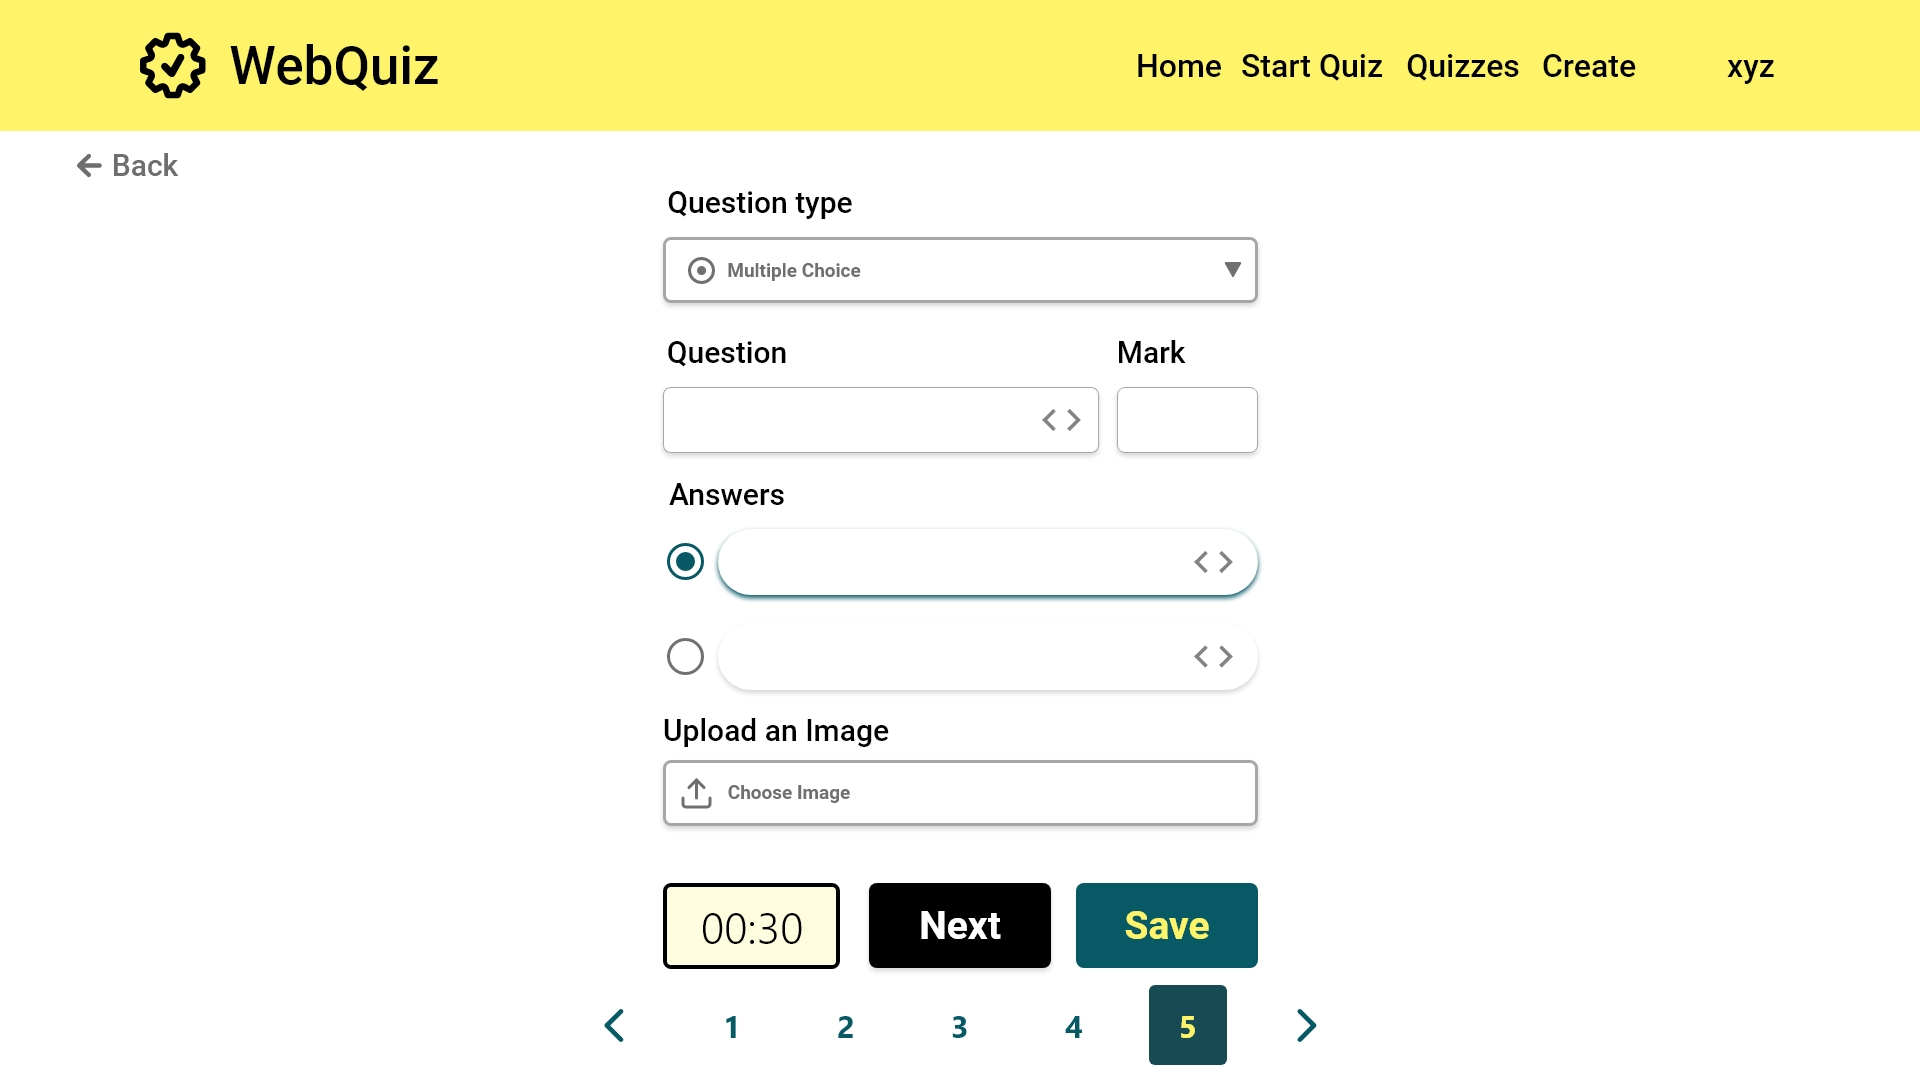 WebQuiz
Home Start Quiz Quizzes Create xyz
Back
Question type
Multiple Choice
Question Mark
Answers
Upload an Image
Choose Image
00:30 Next Save
1 2 3 4 5